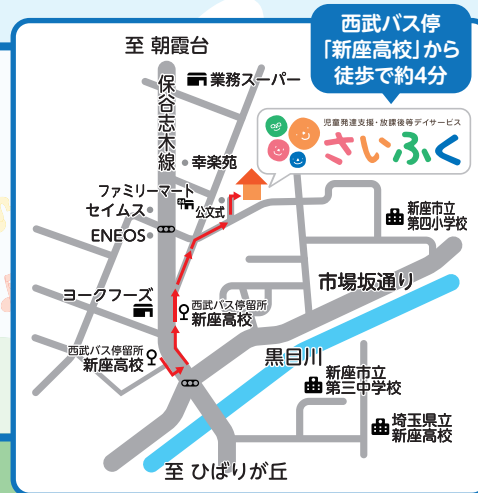 西武バス停
「新座高校」から
徒歩で約4分
至 朝霞台
業務スーパー
保谷志木線
児童発達支援・放課後等デイサービス
さいふく
幸楽苑
ファミリーマート
セイムス
公文式
ENEOS
新座市立
第四小学校
ヨークフーズ
西武バス停留所
新座高校
市場坂通り
西武バス停留所
新座高校
黒目川
新座市立
第三中学校
埼玉県立
新座高校
至 ひばりが丘